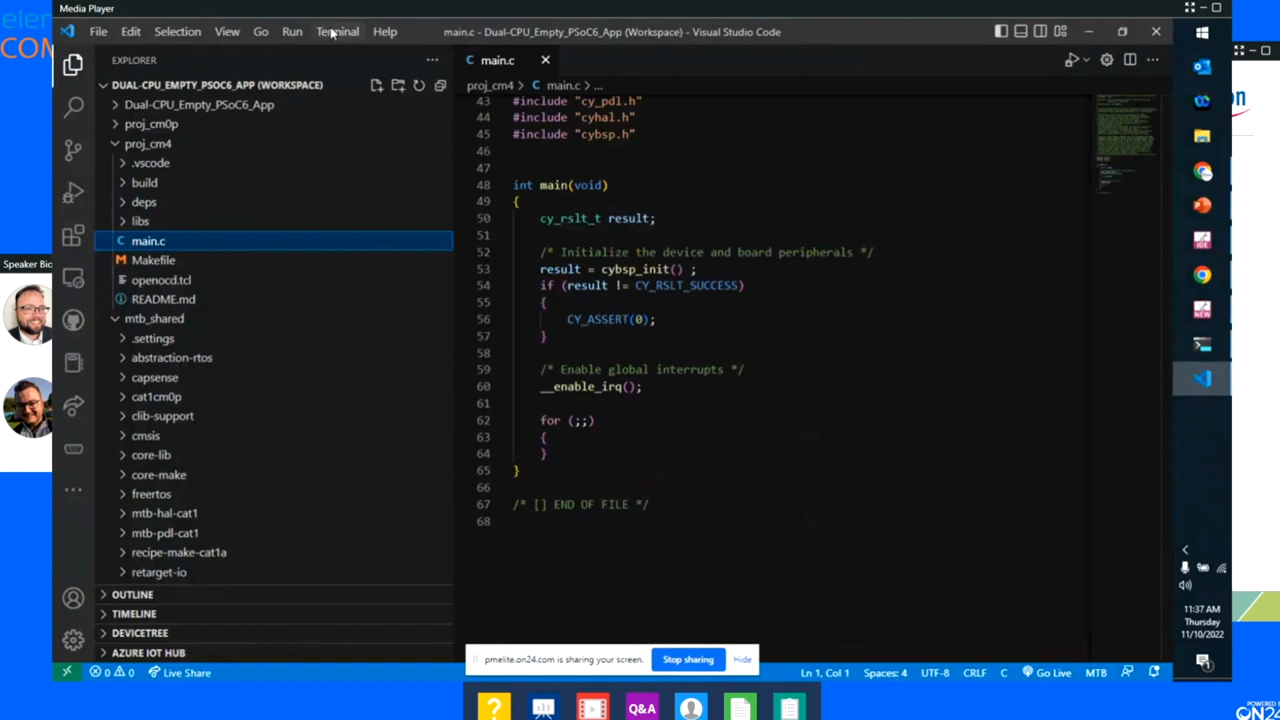 eler
COM
Media Player
File Edit Selection View Go Run Terminal Help
main.c - Dual-CPU_Empty_PSoC6_App (Workspace) - Visual Studio Code
EXPLORER
DUAL-CPU_EMPTY_PSOC6_APP (WORKSPACE)
Dual-CPU_Empty_PSoC6_App
proj_cm0p
proj_cm4
.vscode
build
deps
libs
C main.c
M Makefile
openocd.tcl
README.md
mtb_shared
.settings
abstraction-rtos
capsense
cat1cm0p
clib-support
cmsis
core-lib
core-make
freertos
mtb-hal-cat1
mtb-pdl-cat1
recipe-make-cat1a
retarget-io
OUTLINE
TIMELINE
DEVICETREE
AZURE IOT HUB
C main.c
proj_cm4 > C main.c > ...
43 #include "cy_pdl.h"
44 #include "cyhal.h"
45 #include "cybsp.h"
46
47
48 int main(void)
49 {
50 cy_rslt_t result;
51
52 /* Initialize the device and board peripherals */
53 result = cybsp_init() ;
54 if (result != CY_RSLT_SUCCESS)
55 {
56 CY_ASSERT(0);
57 }
58
59 /* Enable global interrupts */
60 __enable_irq();
61
62 for (;;)
63 {
64 }
65 }
66
67 /* [] END OF FILE */
68
pmelite.on24.com is sharing your screen. Stop sharing Hide
0 0 Live Share
Ln 1, Col 1 Spaces: 4 UTF-8 CRLF C Go Live MTB
Speaker Bio
on
IDE
NEW
11:37 AM
Thursday
11/10/2022
1
? Q&A
POWERED
ON24